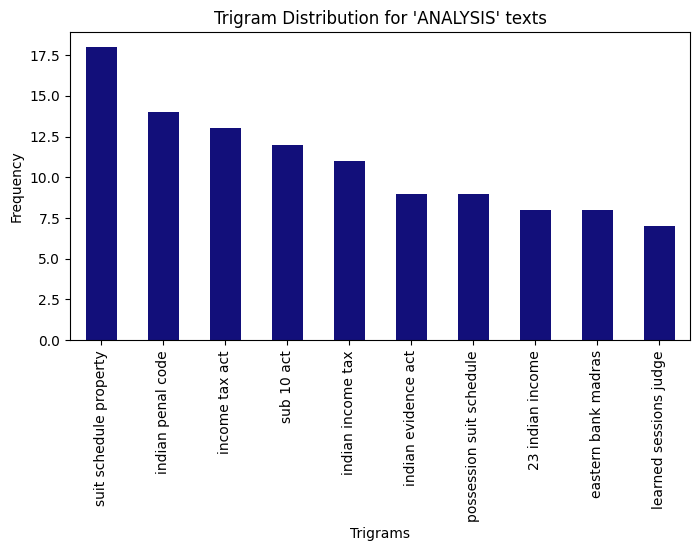 Trigram Distribution for 'ANALYSIS' texts
17.5
15.0
12.5
10.0
7.5
5.0
2.5
0.0
Frequency
suit schedule property
indian penal code
income tax act
sub 10 act
indian income tax
indian evidence act
possession suit schedule
23 indian income
eastern bank madras
learned sessions judge
Trigrams